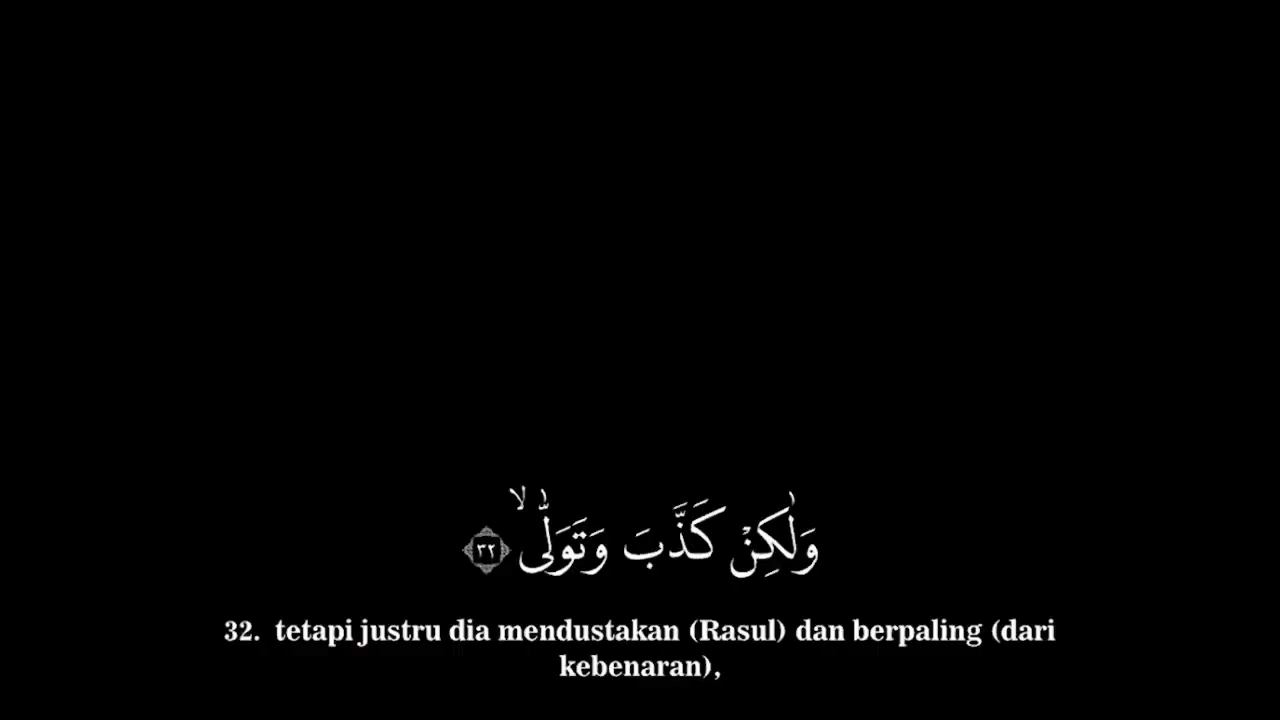 وَلٰكِنْ كَذَّبَ وَتَوَلّٰىۙ ٣٢
32. tetapi justru dia mendustakan (Rasul) dan berpaling (dari
kebenaran),